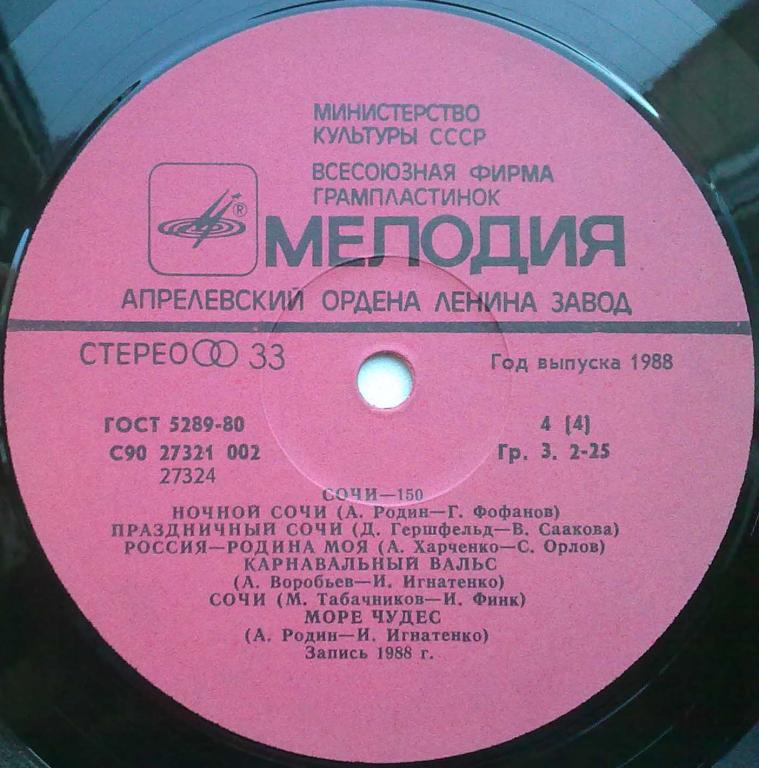 МИНИСТЕРСТВО
КУЛЬТУРЫ СССР
ВСЕСОЮЗНАЯ ФИРМА
ГРАМПЛАСТИНОК
®
МЕЛОДИЯ
АПРЕЛЕВСКИЙ ОРДЕНА ЛЕНИНА ЗАВОД
СТЕРЕО 33 Год выпуска 1988
ГОСТ 5289-80 4 (4)
С90 27321 002 Гр. 3. 2-25
27324
СОЧИ—150
НОЧНОЙ СОЧИ (А. Родин—Г. Фофанов)
ПРАЗДНИЧНЫЙ СОЧИ (Д. Гершфельд—В. Саакова)
РОССИЯ—РОДИНА МОЯ (А. Харченко—С. Орлов)
КАРНАВАЛЬНЫЙ ВАЛЬС
(А. Воробьев—И. Игнатенко)
СОЧИ (М. Табачников—И. Финк)
МОРЕ ЧУДЕС
(А. Родин—И. Игнатенко)
Запись 1988 г.